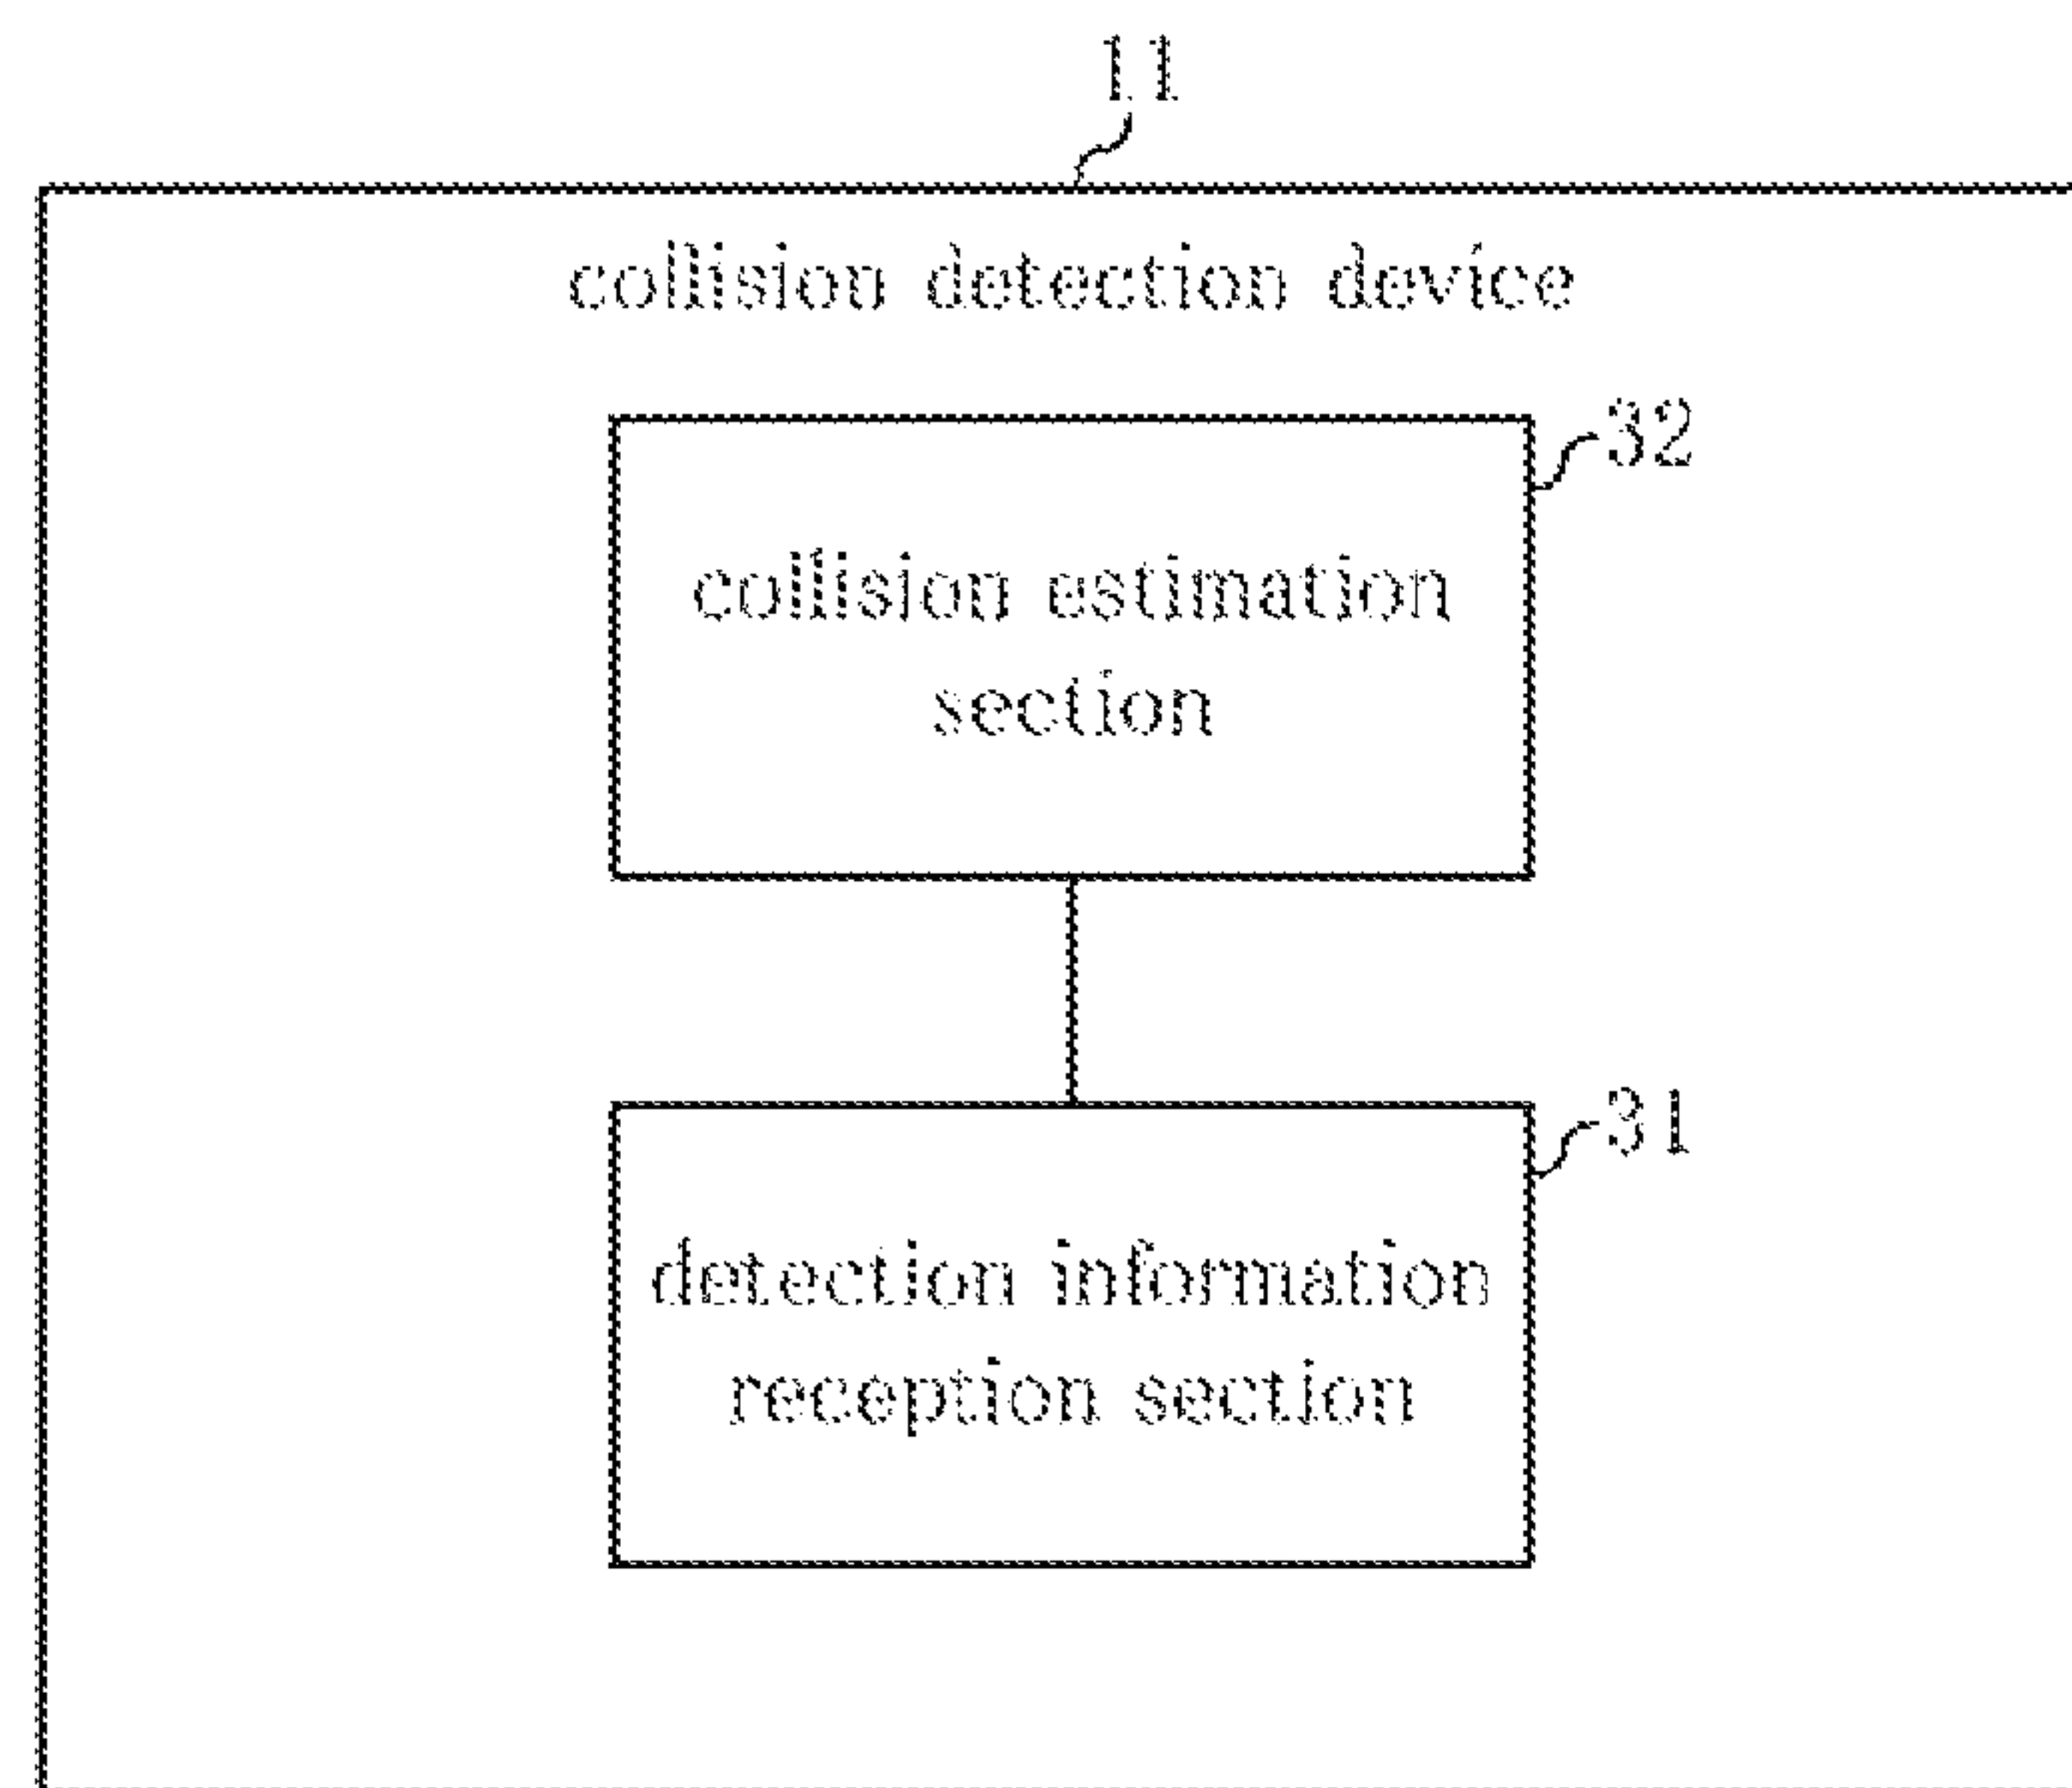 11
collision detection device
32
collision estimation
section
31
detection information
reception section